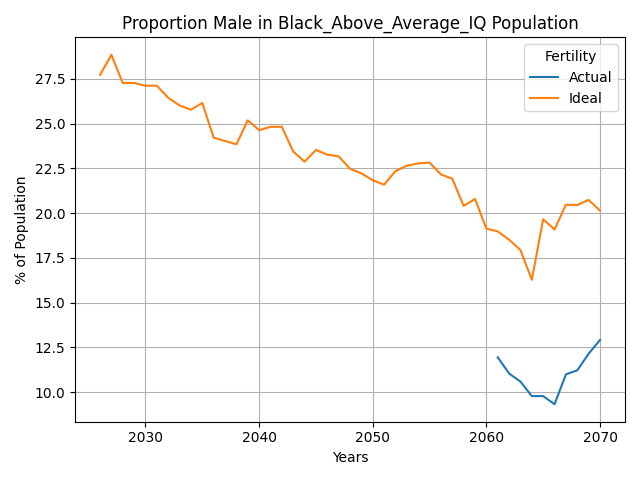 Proportion Male in Black_Above_Average_IQ Population
Fertility
Actual
Ideal
% of Population
27.5
25.0
22.5
20.0
17.5
15.0
12.5
10.0
2030
2040
2050
2060
2070
Years